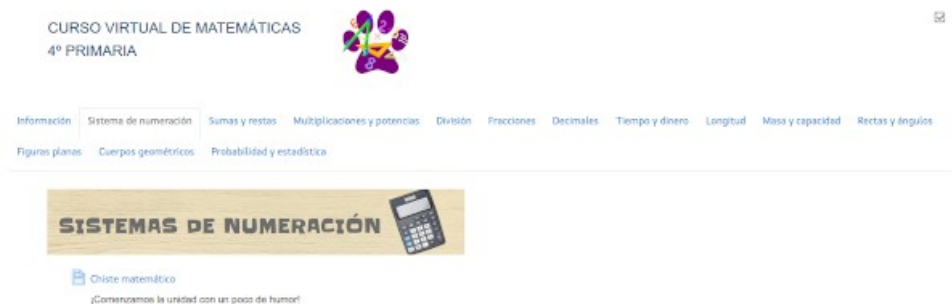 CURSO VIRTUAL DE MATEMÁTICAS
4º PRIMARIA
Información Sistema de numeración Sumas y restas Multiplicaciones y potencias División Fracciones Decimales Tiempo y dinero Longitud Masa y capacidad Rectas y ángulos
Figuras planas Cuerpos geométricos Probabilidad y estadística
SISTEMAS DE NUMERACIÓN
Chiste matemático
¡Comenzamos la unidad con un poco de humor!